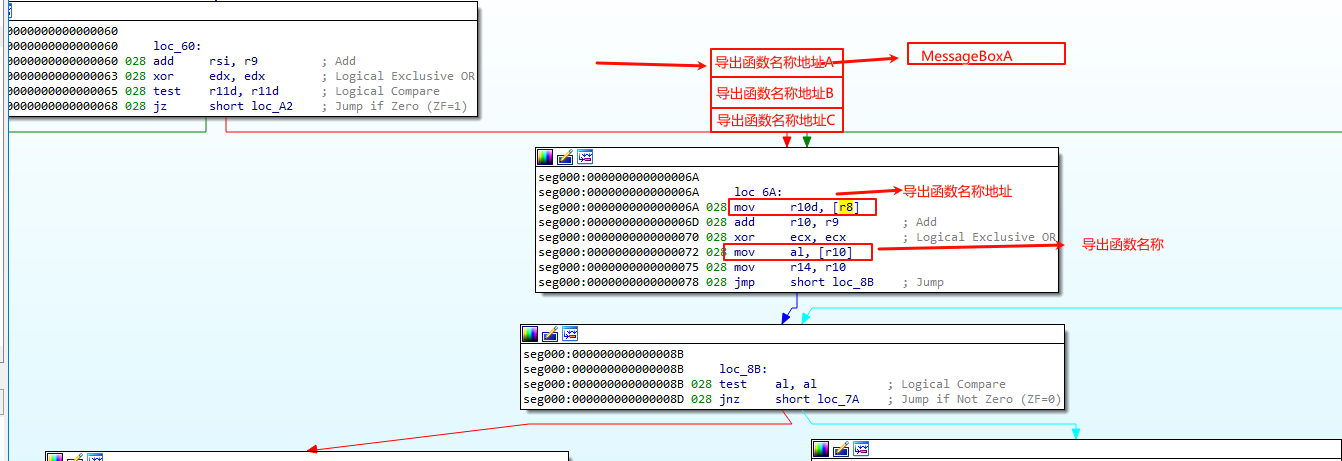 0000000000000060
0000000000000060 loc_60:
0000000000000060 028 add rsi, r9 ; Add
0000000000000063 028 xor edx, edx ; Logical Exclusive OR
0000000000000065 028 test r11d, r11d ; Logical Compare
0000000000000068 028 jz short loc_A2 ; Jump if Zero (ZF=1)
导出函数名称地址A
MessageBoxA
导出函数名称地址B
导出函数名称地址C
seg000:000000000000006A
seg000:000000000000006A loc_6A:
seg000:000000000000006A 028 mov r10d, [r8]
导出函数名称地址
seg000:000000000000006D 028 add r10, r9 ; Add
seg000:0000000000000070 028 xor ecx, ecx ; Logical Exclusive OR
seg000:0000000000000072 028 mov al, [r10]
导出函数名称
seg000:0000000000000075 028 mov r14, r10
seg000:0000000000000078 028 jmp short loc_8B ; Jump
seg000:000000000000008B
seg000:000000000000008B loc_8B:
seg000:000000000000008B 028 test al, al ; Logical Compare
seg000:000000000000008D 028 jnz short loc_7A ; Jump if Not Zero (ZF=0)